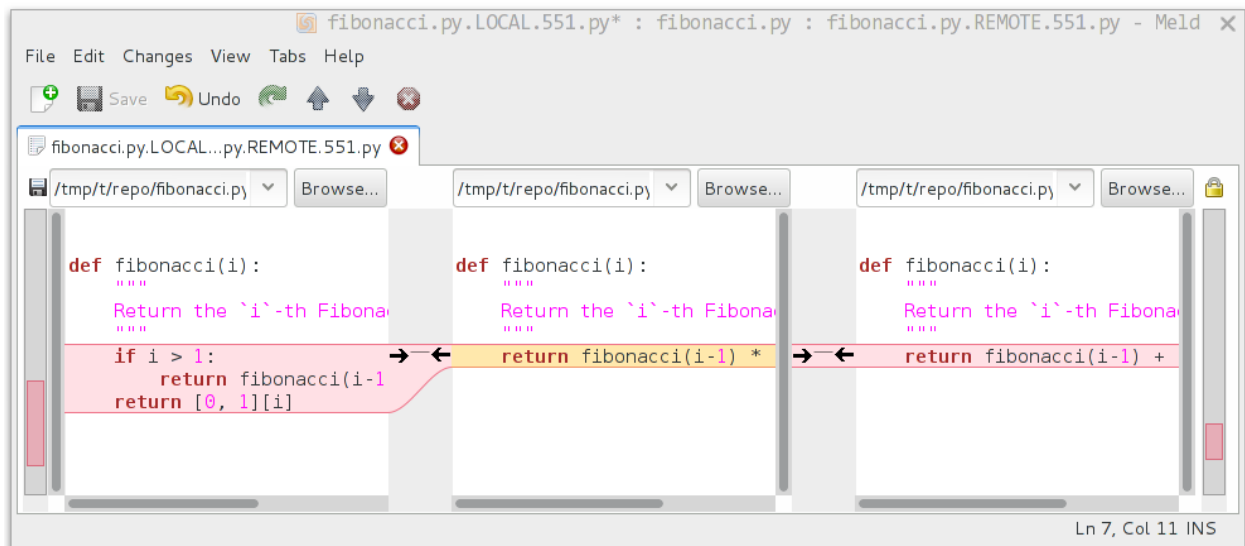 fibonacci.py.LOCAL.551.py* : fibonacci.py : fibonacci.py.REMOTE.551.py - Meld
File Edit Changes View Tabs Help
Save Undo
fibonacci.py.LOCAL...py.REMOTE.551.py
/tmp/t/repo/fibonacci.py Browse... /tmp/t/repo/fibonacci.py Browse... /tmp/t/repo/fibonacci.py Browse...
def fibonacci(i):
"""
Return the `i`-th Fibona
"""
if i > 1:
return fibonacci(i-1
return [0, 1][i]
def fibonacci(i):
"""
Return the `i`-th Fibona
"""
return fibonacci(i-1) *
def fibonacci(i):
"""
Return the `i`-th Fibona
"""
return fibonacci(i-1) +
Ln 7, Col 11 INS